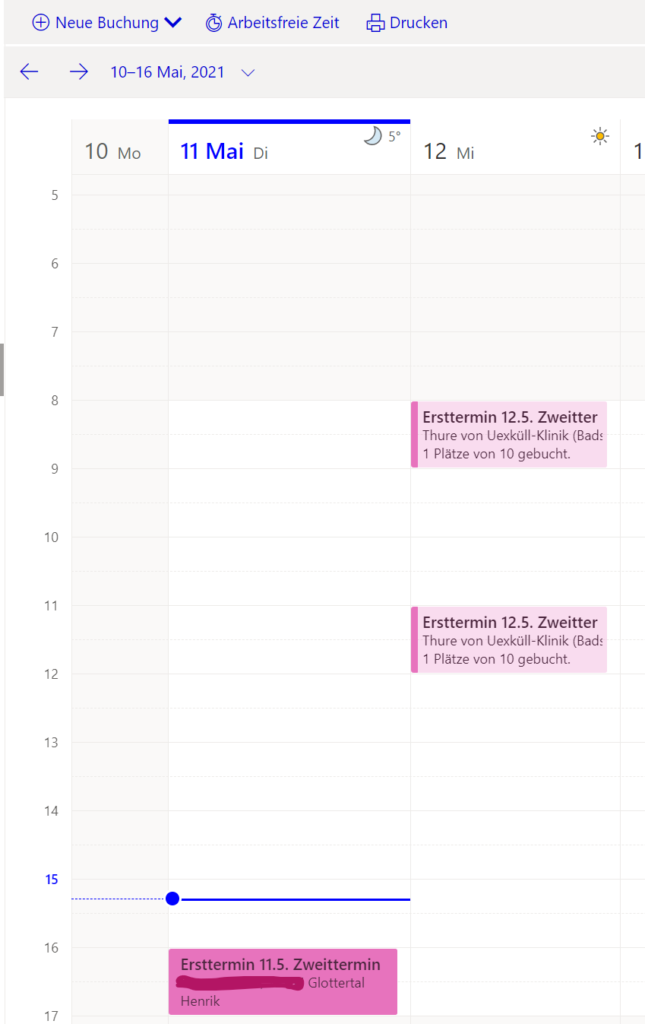 Neue Buchung Arbeitsfreie Zeit Drucken
10–16 Mai, 2021
10 Mo 11 Mai Di 5° 12 Mi 1
5
6
7
8
Ersttermin 12.5. Zweitter
Thure von Uexküll-Klinik (Bads
1 Plätze von 10 gebucht.
9
10
11
Ersttermin 12.5. Zweitter
Thure von Uexküll-Klinik (Bads
1 Plätze von 10 gebucht.
12
13
14
15
16
Ersttermin 11.5. Zweittermin
Glottertal
Henrik
17